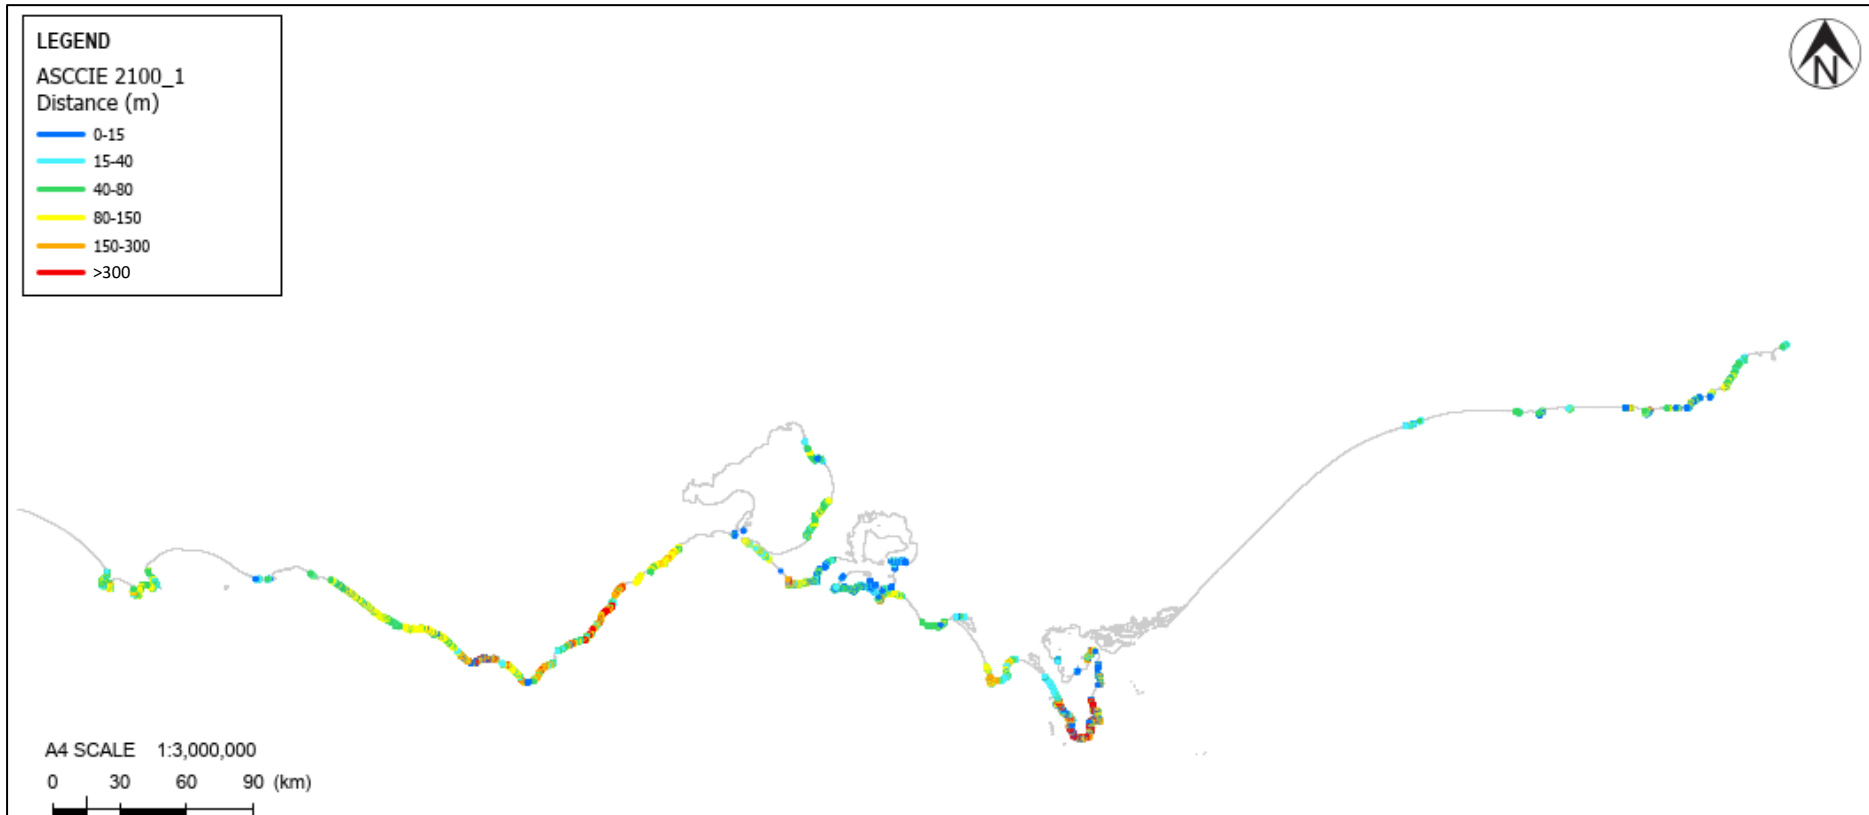 LEGEND
ASCCIE 2100_1
Distance (m)
0-15
15-40
40-80
80-150
150-300
>300
N
A4 SCALE 1:3,000,000
0 30 60 90 (km)